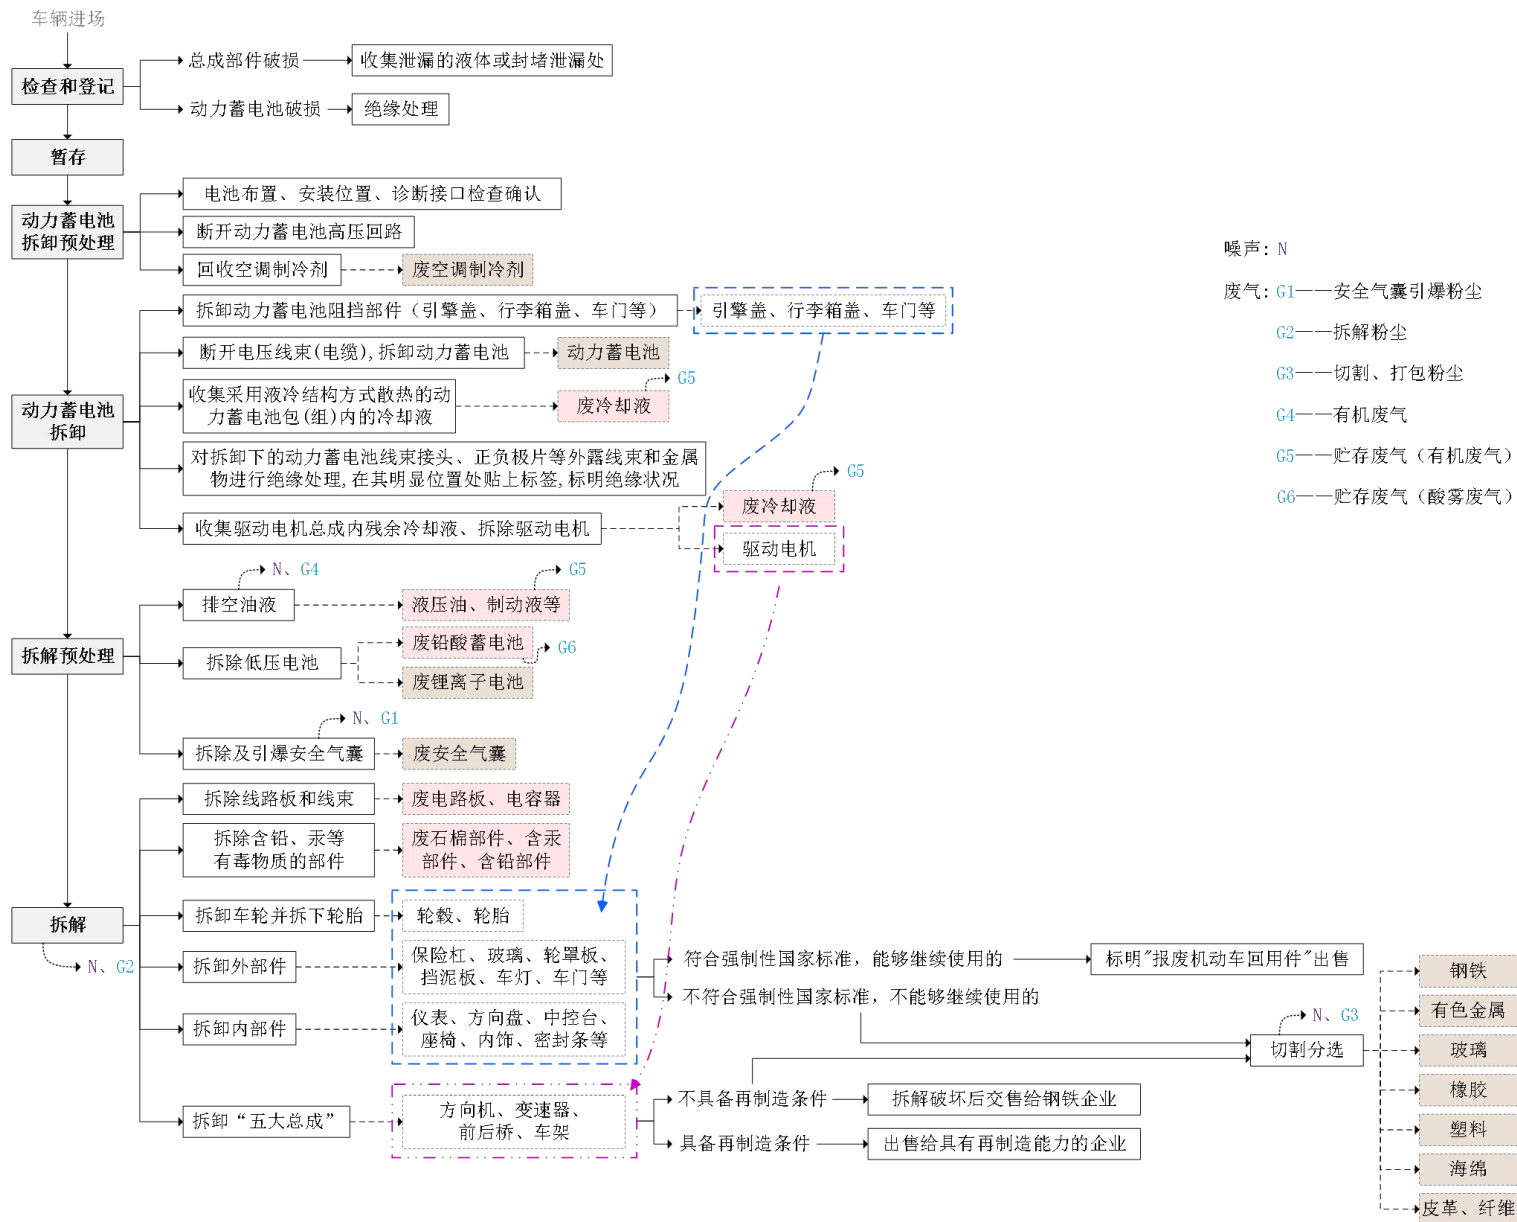 车辆进场
检查和登记
总成部件破损
收集泄漏的液体或封堵泄漏处
动力蓄电池破损
绝缘处理
暂存
动力蓄电池
拆卸预处理
电池布置、安装位置、诊断接口检查确认
断开动力蓄电池高压回路
回收空调制冷剂
废空调制冷剂
噪声: N
废气: G1——安全气囊引爆粉尘
G2——拆解粉尘
G3——切割、打包粉尘
G4——有机废气
G5——贮存废气（有机废气）
G6——贮存废气（酸雾废气）
动力蓄电池
拆卸
拆卸动力蓄电池阻挡部件（引擎盖、行李箱盖、车门等）
引擎盖、行李箱盖、车门等
断开电压线束(电缆),拆卸动力蓄电池
动力蓄电池
收集采用液冷结构方式散热的动
力蓄电池包(组)内的冷却液
废冷却液
G5
对拆卸下的动力蓄电池线束接头、正负极片等外露线束和金属
物进行绝缘处理,在其明显位置处贴上标签,标明绝缘状况
收集驱动电机总成内残余冷却液、拆除驱动电机
废冷却液
G5
驱动电机
拆解预处理
排空油液
N、G4
液压油、制动液等
G5
拆除低压电池
废铅酸蓄电池
G6
废锂离子电池
拆除及引爆安全气囊
N、G1
废安全气囊
拆解
N、G2
拆除线路板和线束
废电路板、电容器
拆除含铅、汞等
有毒物质的部件
废石棉部件、含汞
部件、含铅部件
拆卸车轮并拆下轮胎
轮毂、轮胎
拆卸外部件
保险杠、玻璃、轮罩板、
挡泥板、车灯、车门等
拆卸内部件
仪表、方向盘、中控台、
座椅、内饰、密封条等
符合强制性国家标准，能够继续使用的
标明"报废机动车回用件"出售
不符合强制性国家标准，不能够继续使用的
拆卸“五大总成”
方向机、变速器、
前后桥、车架
不具备再制造条件
拆解破坏后交售给钢铁企业
具备再制造条件
出售给具有再制造能力的企业
切割分选
N、G3
钢铁
有色金属
玻璃
橡胶
塑料
海绵
皮革、纤维